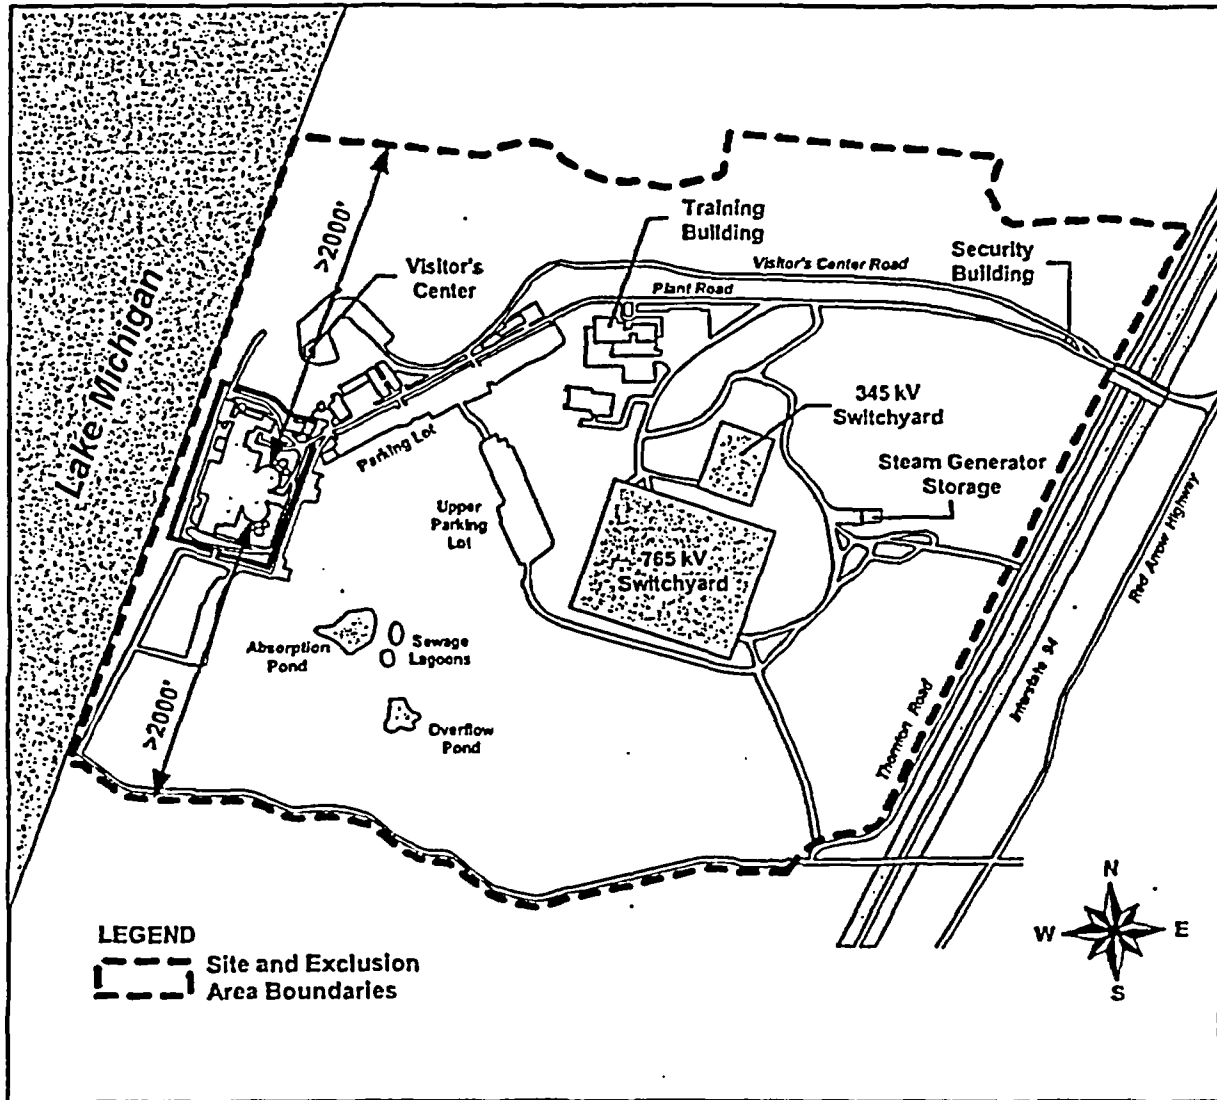 >2000'
Training
Building
Visitor's
Center
Visitor's Center Road
Security
Building
Plant Road
Lake Michigan
345 kV
Switchyard
Parking Lot
Steam Generator
Storage
Upper
Parking
Lot
765 kV
Switchyard
Red Arrow Highway
Absorption
Pond
Sewage
Lagoons
Interstate 94
>2000'
Overflow
Pond
Thornton Road
N
W
E
S
LEGEND
Site and Exclusion
Area Boundaries